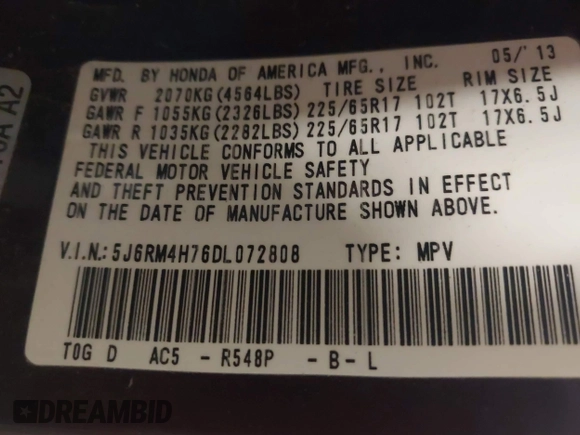 MFD. BY HONDA OF AMERICA MFG., INC. 05/'13
GVWR 2070KG(4564LBS) TIRE SIZE RIM SIZE
GAWR F 1055KG(2326LBS) 225/65R17 102T 17X6.5J
GAWR R 1035KG(2282LBS) 225/65R17 102T 17X6.5J
THIS VEHICLE CONFORMS TO ALL APPLICABLE
FEDERAL MOTOR VEHICLE SAFETY
AND THEFT PREVENTION STANDARDS IN EFFECT
ON THE DATE OF MANUFACTURE SHOWN ABOVE.
V.I.N.: 5J6RM4H76DL072808 TYPE: MPV
T0G D AC5 - R548P - B - L
DREAMBID